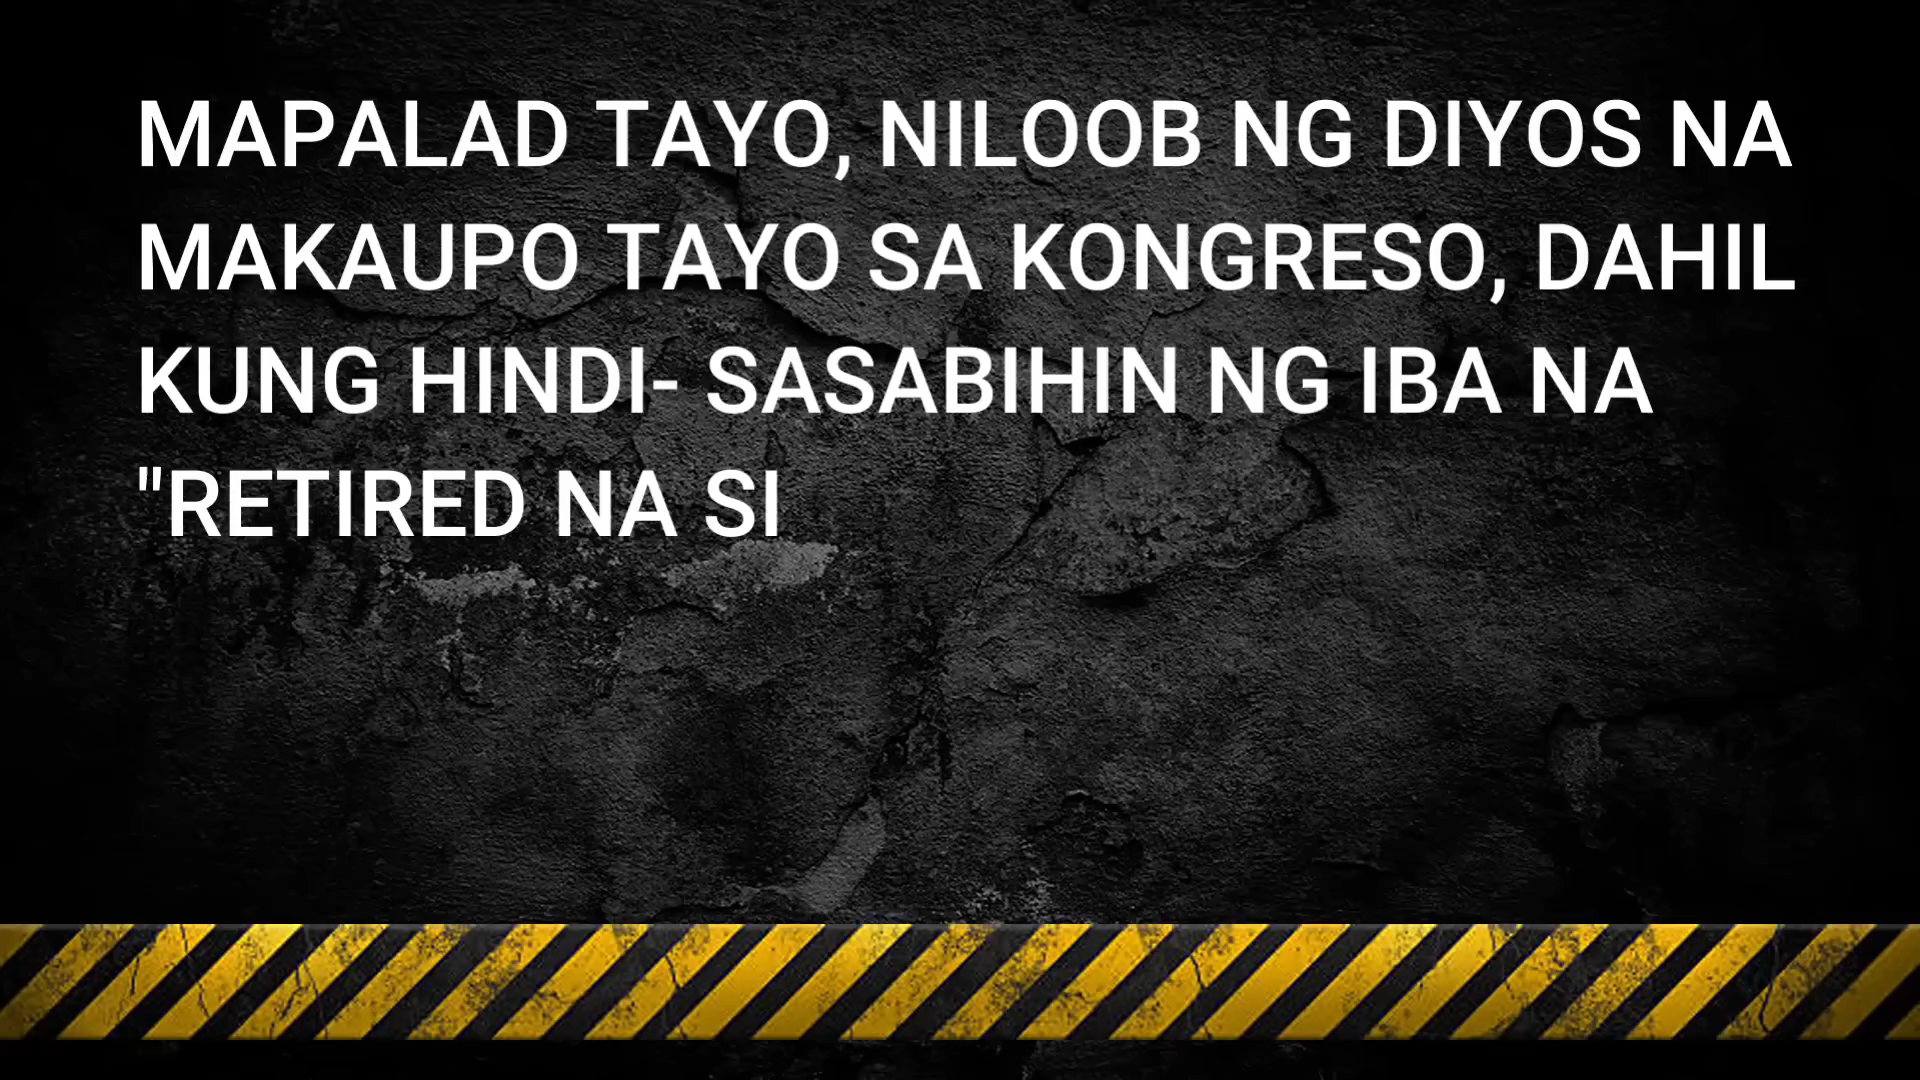 MAPALAD TAYO, NILOOB NG DIYOS NA
MAKAUPO TAYO SA KONGRESO, DAHIL
KUNG HINDI- SASABIHIN NG IBA NA
"RETIRED NA SI